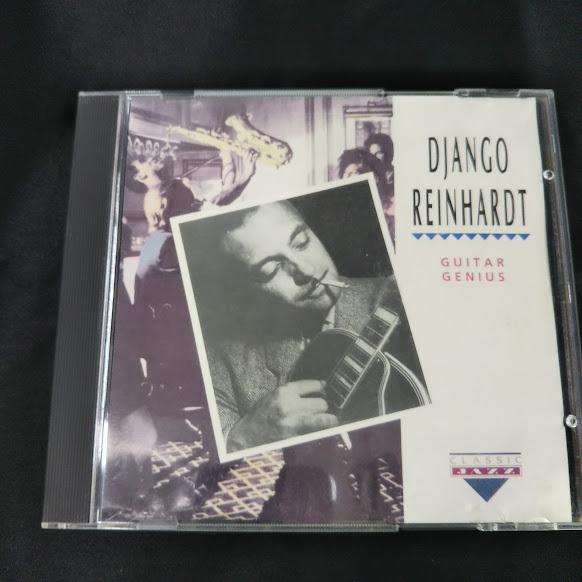 DJANGO
REINHARDT
GUITAR
GENIUS
CLASSIC
JAZZ